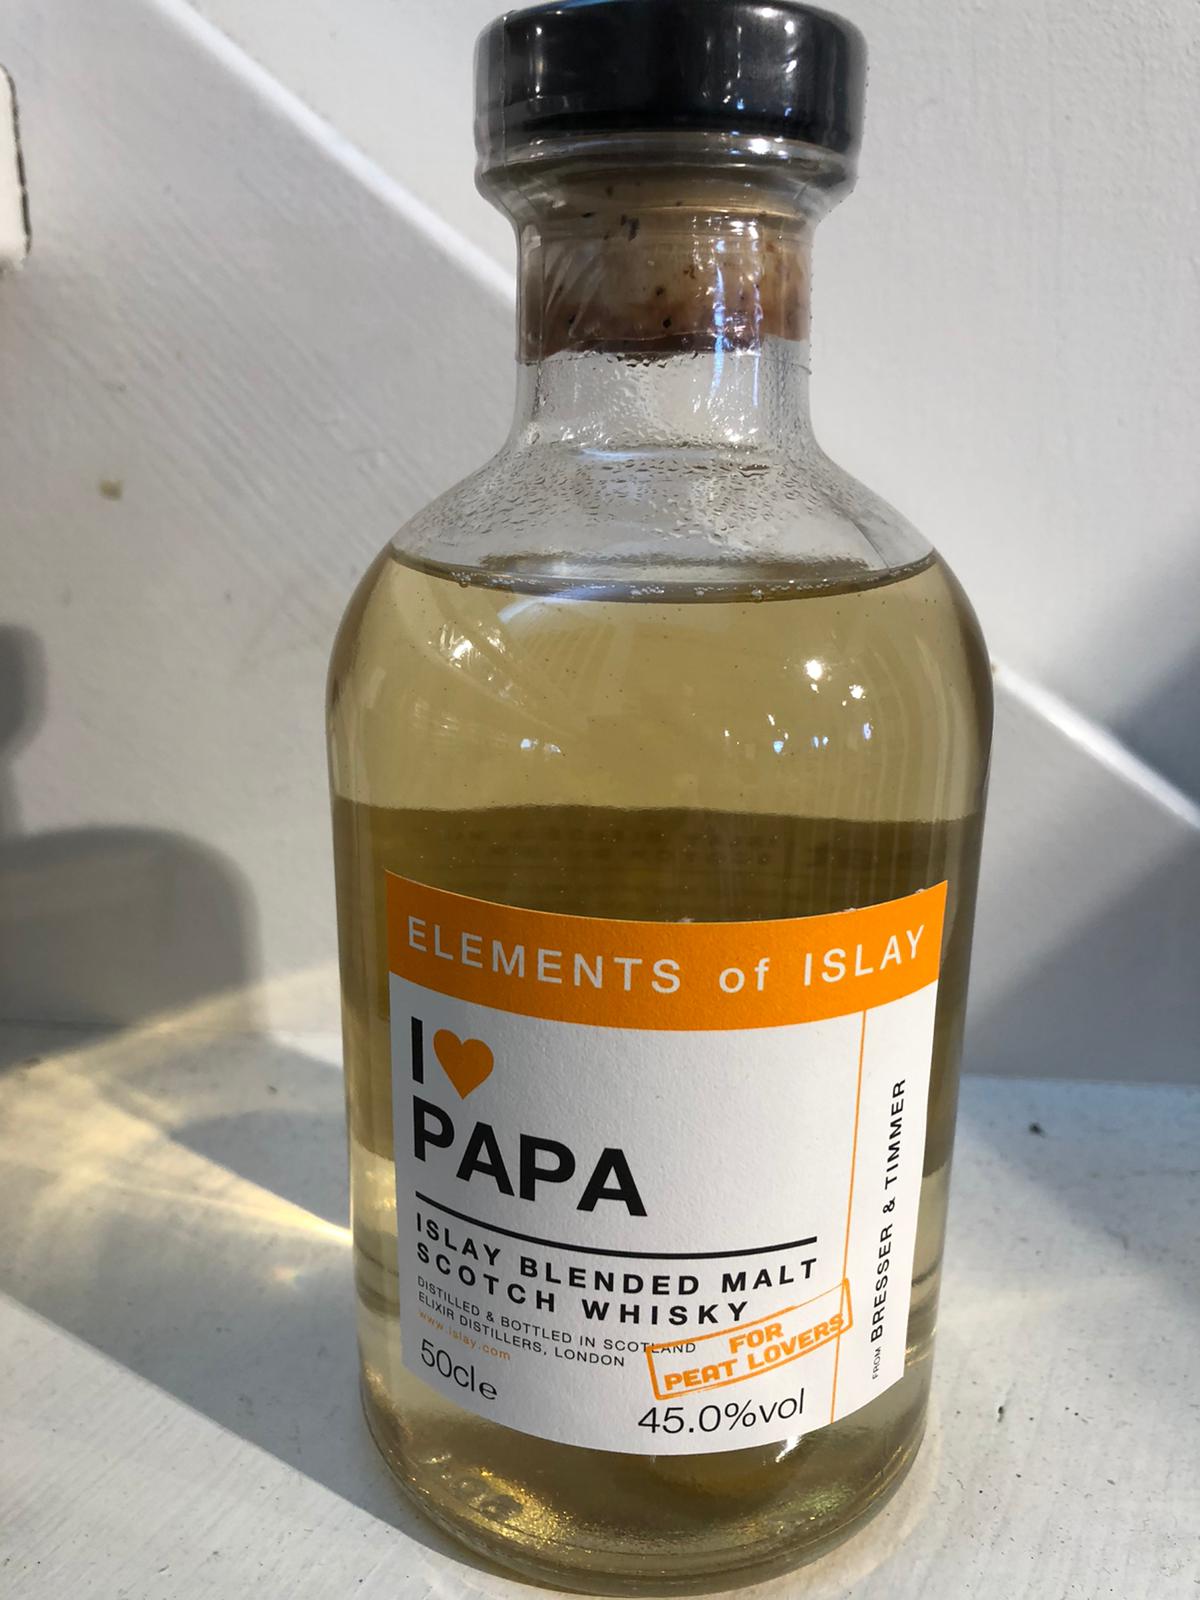 ELEMENTS of ISLAY
I♥
PAPA
ISLAY BLENDED MALT
SCOTCH WHISKY
DISTILLED & BOTTLED IN SCOTLAND
ELIXIR DISTILLERS, LONDON
www.islay.com
50cl e
FOR
PEAT LOVERS
45.0%vol
FROM BRESSER & TIMMER